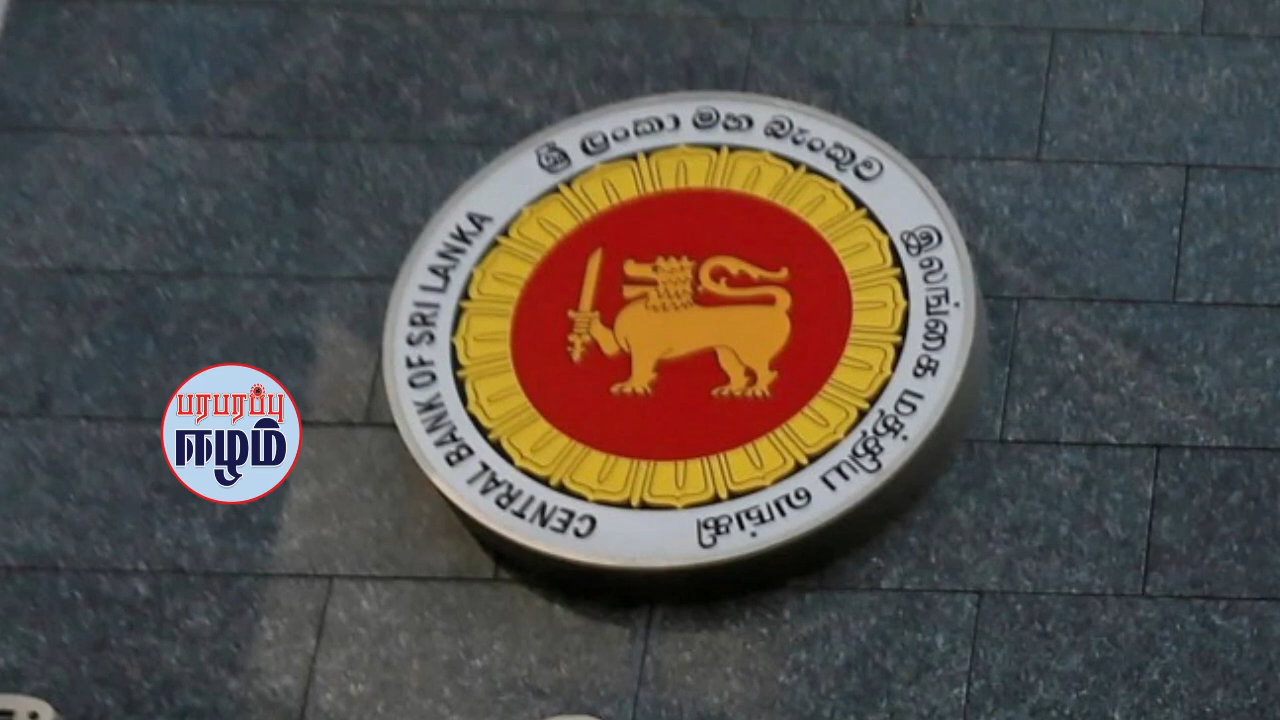 ශ්‍රී ලංකා මහ බැංකුව
இலங்கை மத்திய வங்கி
CENTRAL BANK OF SRI LANKA
பரபரப்பு
ஈழம்